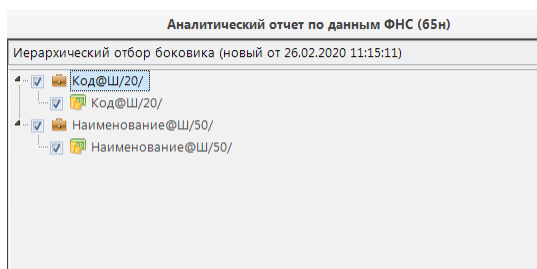 Аналитический отчет по данным ФНС (65н)
Иерархический отбор боковика (новый от 26.02.2020 11:15:11)
Код@Ш/20/
Код@Ш/20/
Наименование@Ш/50/
Наименование@Ш/50/